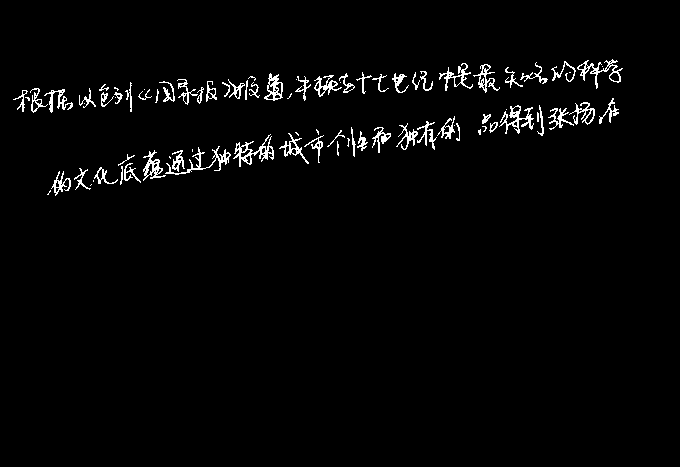 根据以色列《国家报》报道,牛顿在十七世纪中是最知名的科学
的文化底蕴通过独特的城市个性和独有的 品得到张扬,在